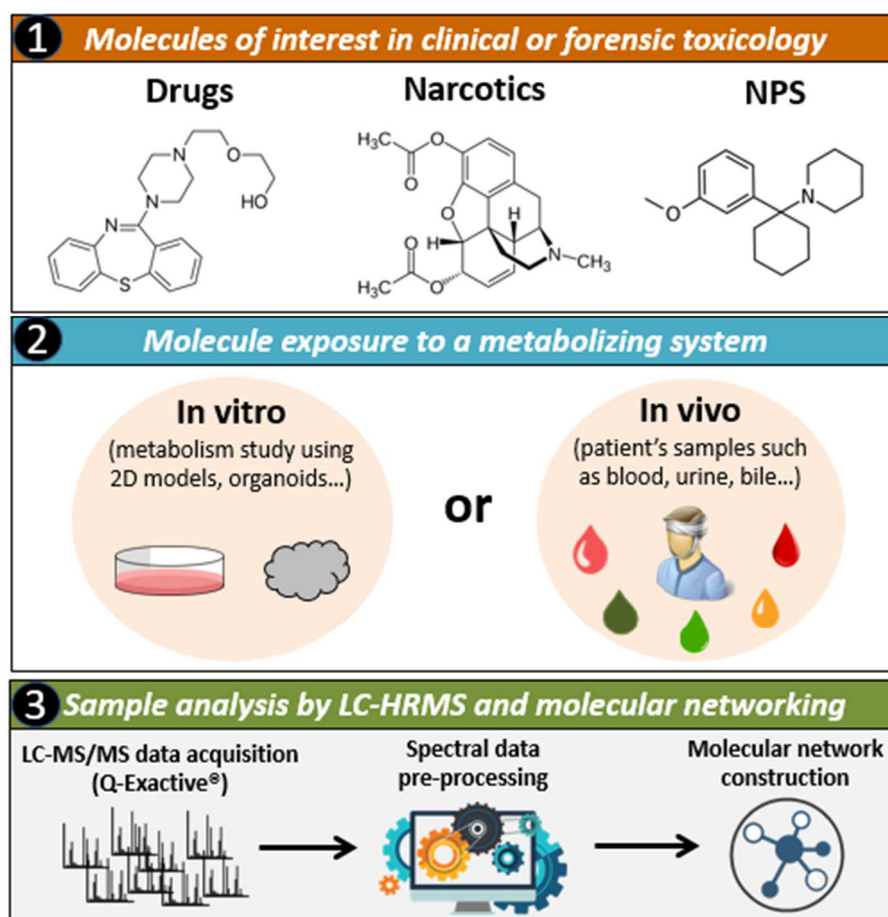 1 Molecules of interest in clinical or forensic toxicology
Drugs
Narcotics
NPS
N
O
HO
N
N
S
H₃C
O
O
O
H
H
O
N
CH₃
H₃C
O
O
O
N
2 Molecule exposure to a metabolizing system
In vitro
(metabolism study using
2D models, organoids...)
or
In vivo
(patient's samples such
as blood, urine, bile...)
3 Sample analysis by LC-HRMS and molecular networking
LC-MS/MS data acquisition
(Q-Exactive®)
Spectral data
pre-processing
Molecular network
construction